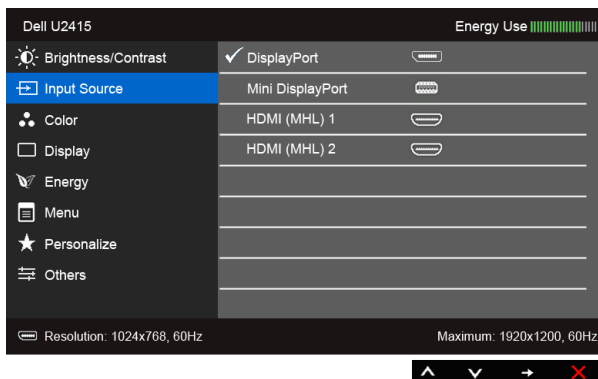 Dell U2415 Energy Use
Brightness/Contrast DisplayPort
Input Source Mini DisplayPort
Color HDMI (MHL) 1
Display HDMI (MHL) 2
Energy
Menu
Personalize
Others
Resolution: 1024x768, 60Hz Maximum: 1920x1200, 60Hz